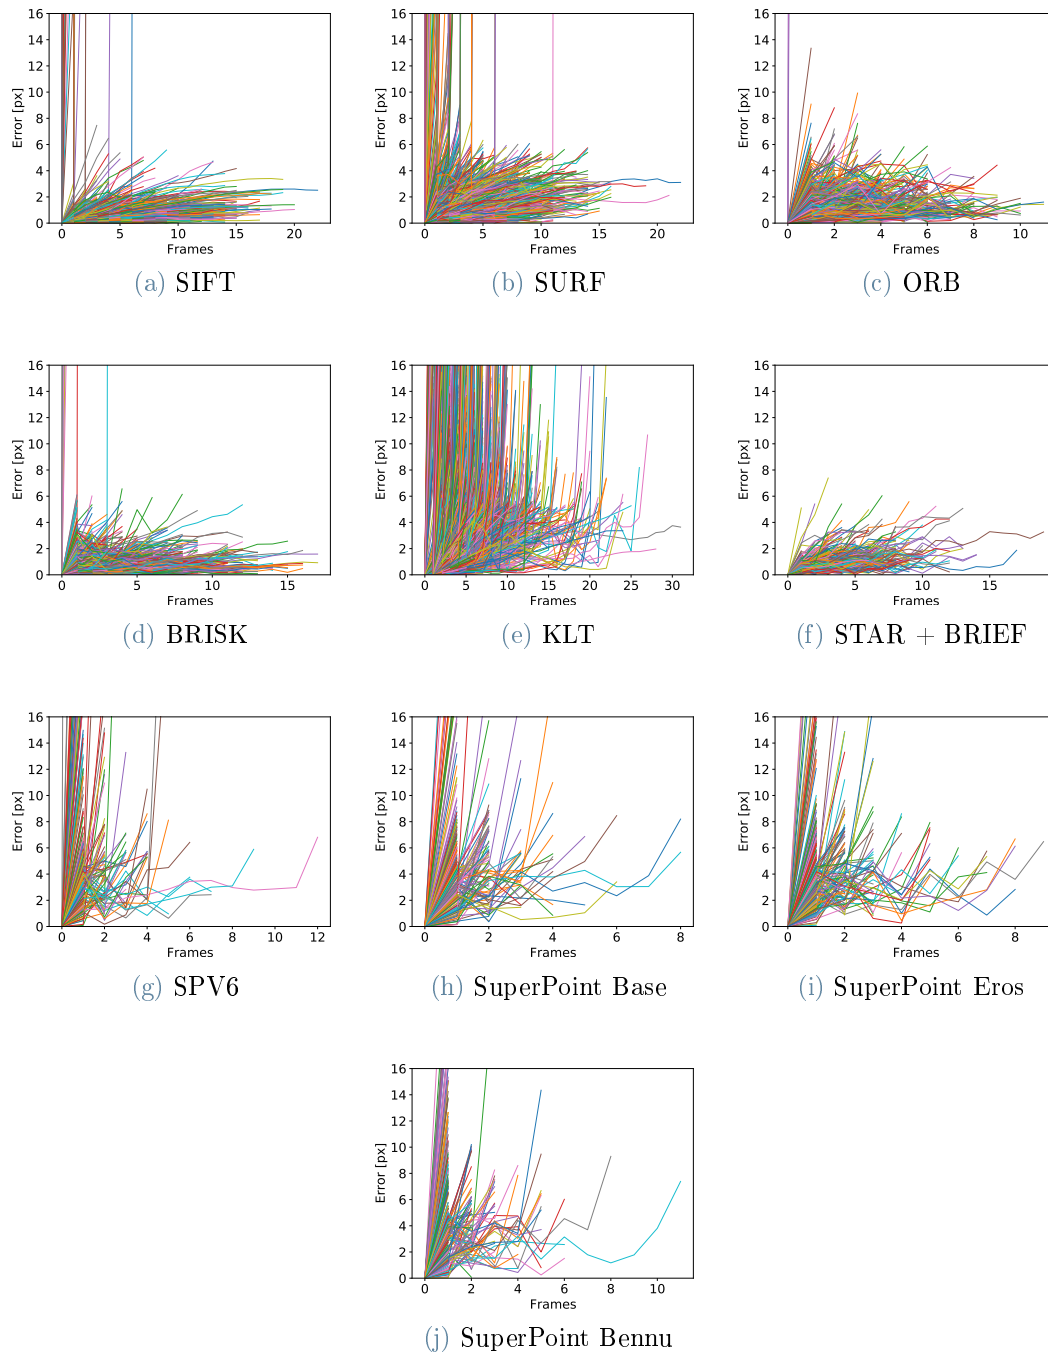 16
14
12
10
8
6
4
2
0
Error [px]
0 5 10 15 20
Frames
(a) SIFT
16
14
12
10
8
6
4
2
0
Error [px]
0 5 10 15 20
Frames
(b) SURF
16
14
12
10
8
6
4
2
0
Error [px]
0 2 4 6 8 10
Frames
(c) ORB
16
14
12
10
8
6
4
2
0
Error [px]
0 5 10 15
Frames
(d) BRISK
16
14
12
10
8
6
4
2
0
Error [px]
0 5 10 15 20 25 30
Frames
(e) KLT
16
14
12
10
8
6
4
2
0
Error [px]
0 5 10 15
Frames
(f) STAR + BRIEF
16
14
12
10
8
6
4
2
0
Error [px]
0 2 4 6 8 10 12
Frames
(g) SPV6
16
14
12
10
8
6
4
2
0
Error [px]
0 2 4 6 8
Frames
(h) SuperPoint Base
16
14
12
10
8
6
4
2
0
Error [px]
0 2 4 6 8
Frames
(i) SuperPoint Eros
16
14
12
10
8
6
4
2
0
Error [px]
0 2 4 6 8 10
Frames
(j) SuperPoint Bennu